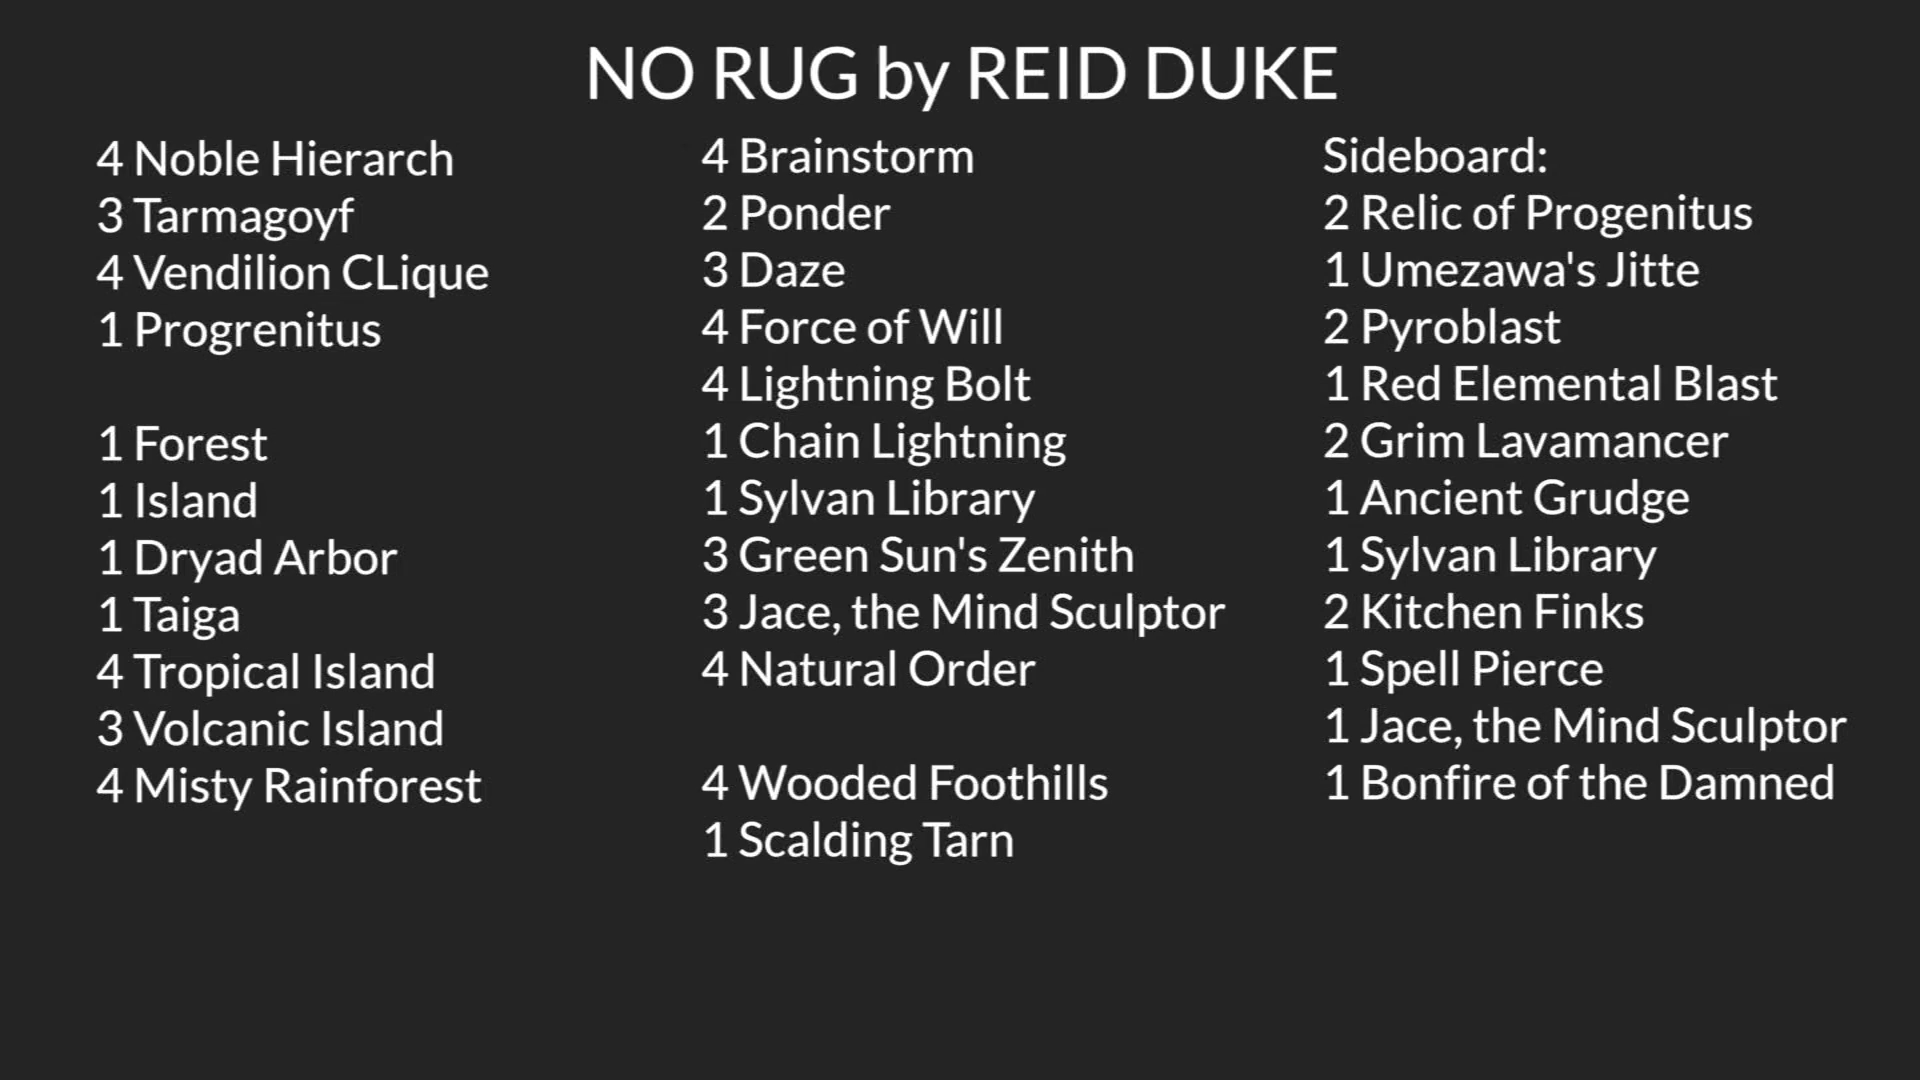 NO RUG by REID DUKE
4 Noble Hierarch
3 Tarmagoyf
4 Vendilion CLique
1 Progrenitus
1 Forest
1 Island
1 Dryad Arbor
1 Taiga
4 Tropical Island
3 Volcanic Island
4 Misty Rainforest
4 Brainstorm
2 Ponder
3 Daze
4 Force of Will
4 Lightning Bolt
1 Chain Lightning
1 Sylvan Library
3 Green Sun's Zenith
3 Jace, the Mind Sculptor
4 Natural Order
4 Wooded Foothills
1 Scalding Tarn
Sideboard:
2 Relic of Progenitus
1 Umezawa's Jitte
2 Pyroblast
1 Red Elemental Blast
2 Grim Lavamancer
1 Ancient Grudge
1 Sylvan Library
2 Kitchen Finks
1 Spell Pierce
1 Jace, the Mind Sculptor
1 Bonfire of the Damned